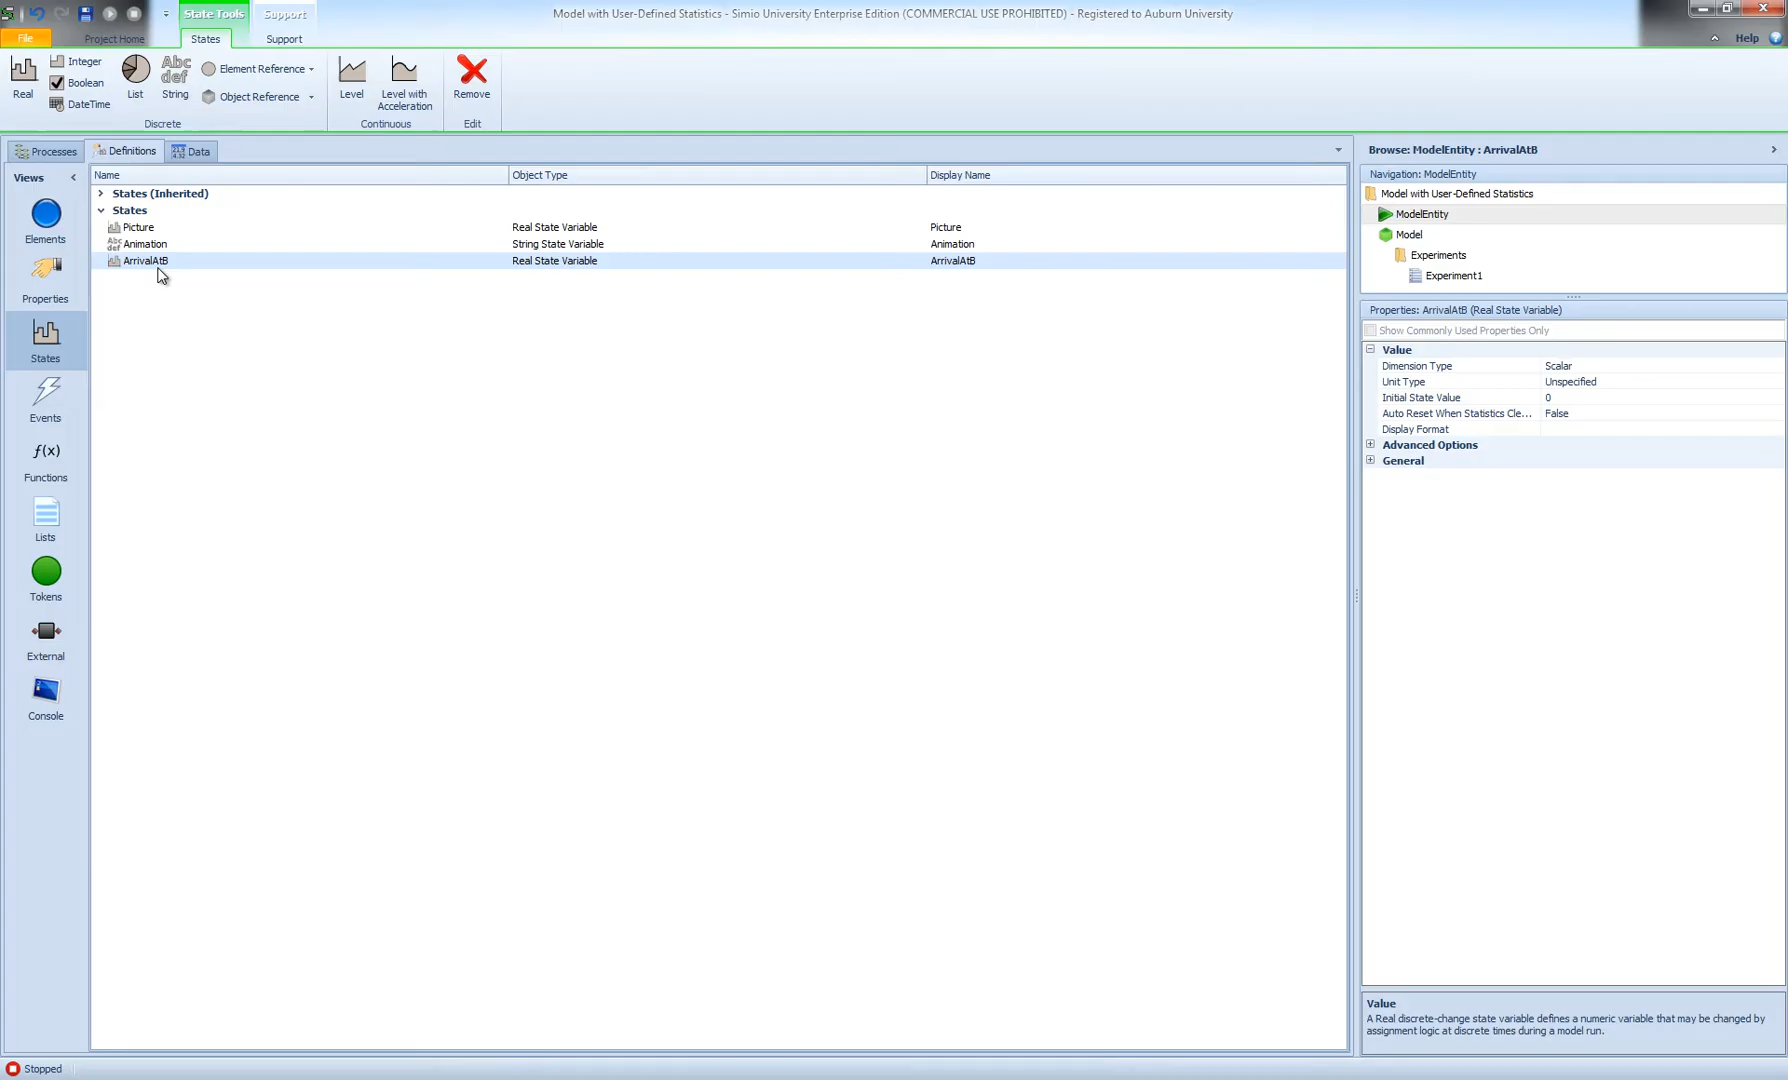 State Tools
Support
Model with User-Defined Statistics - Simio University Enterprise Edition (COMMERCIAL USE PROHIBITED) - Registered to Auburn University
File
Project Home
States
Support
Help
Real
Integer
Boolean
DateTime
List
Abc
def
String
Element Reference
Object Reference
Discrete
Level
Level with
Acceleration
Continuous
Remove
Edit
Processes
Definitions
Data
Views
Elements
Properties
States
Events
f(x)
Functions
Lists
Tokens
External
Console
Name
Object Type
Display Name
States (Inherited)
States
Picture
Real State Variable
Picture
Abc
def
Animation
String State Variable
Animation
ArrivalAtB
Real State Variable
ArrivalAtB
Browse: ModelEntity : ArrivalAtB
Navigation: ModelEntity
Model with User-Defined Statistics
ModelEntity
Model
Experiments
Experiment1
Properties: ArrivalAtB (Real State Variable)
Show Commonly Used Properties Only
Value
Dimension Type
Scalar
Unit Type
Unspecified
Initial State Value
0
Auto Reset When Statistics Cle...
False
Display Format
Advanced Options
General
Value
A Real discrete-change state variable defines a numeric variable that may be changed by
assignment logic at discrete times during a model run.
Stopped